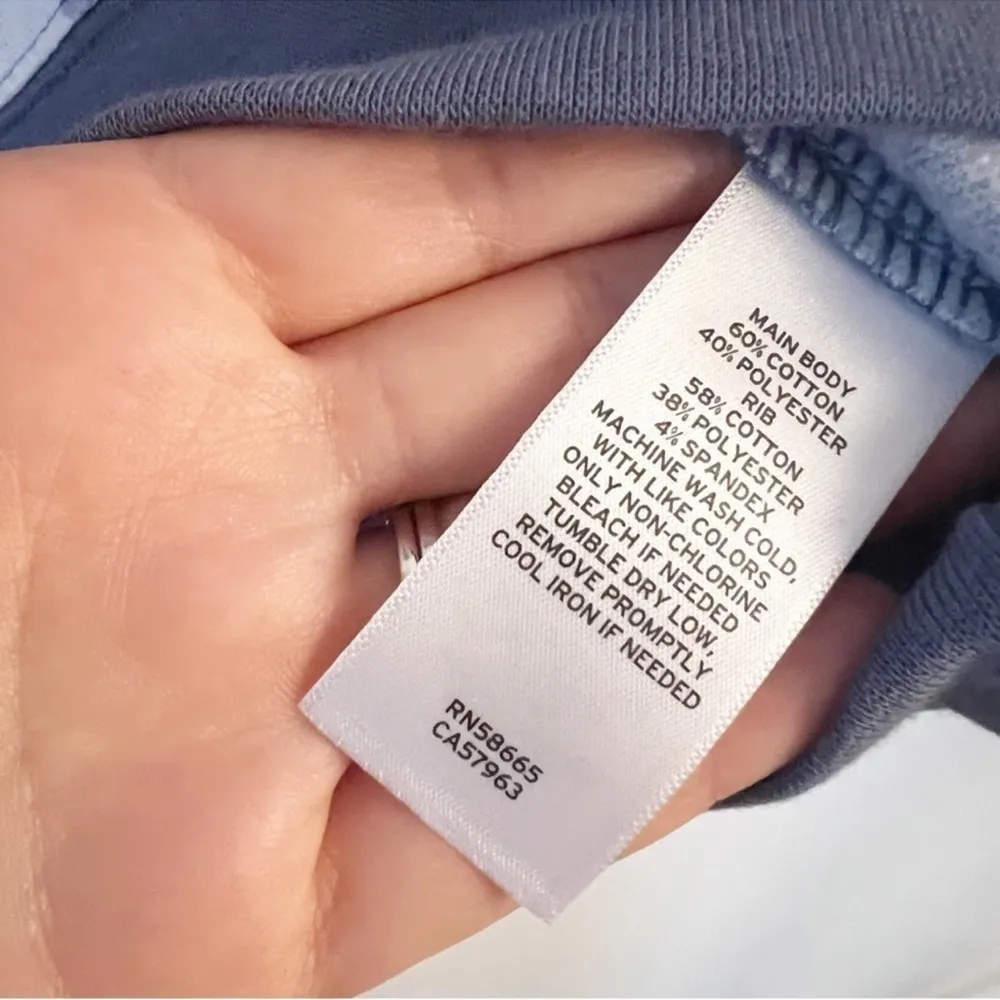 MAIN BODY
60% COTTON
40% POLYESTER
RIB
58% COTTON
38% POLYESTER
4% SPANDEX
MACHINE WASH COLD,
WITH LIKE COLORS
ONLY NON-CHLORINE
BLEACH IF NEEDED
TUMBLE DRY LOW,
REMOVE PROMPTLY
COOL IRON IF NEEDED
RN58665
CA57963